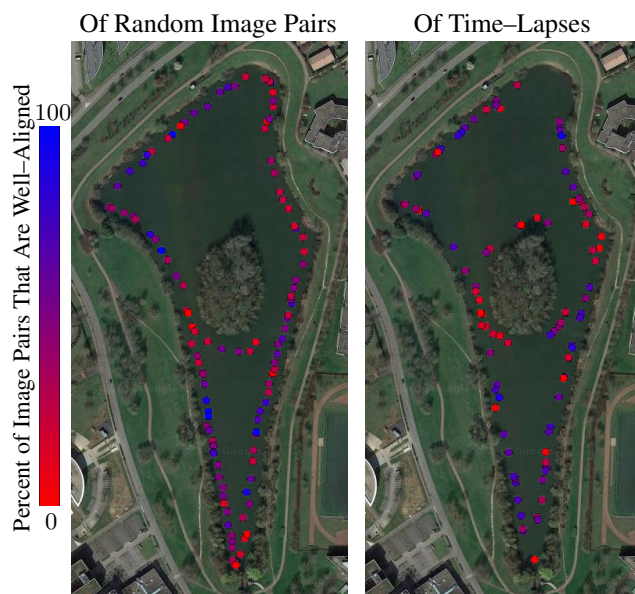 Of Random Image Pairs
Of Time–Lapses
Percent of Image Pairs That Are Well–Aligned
100
0